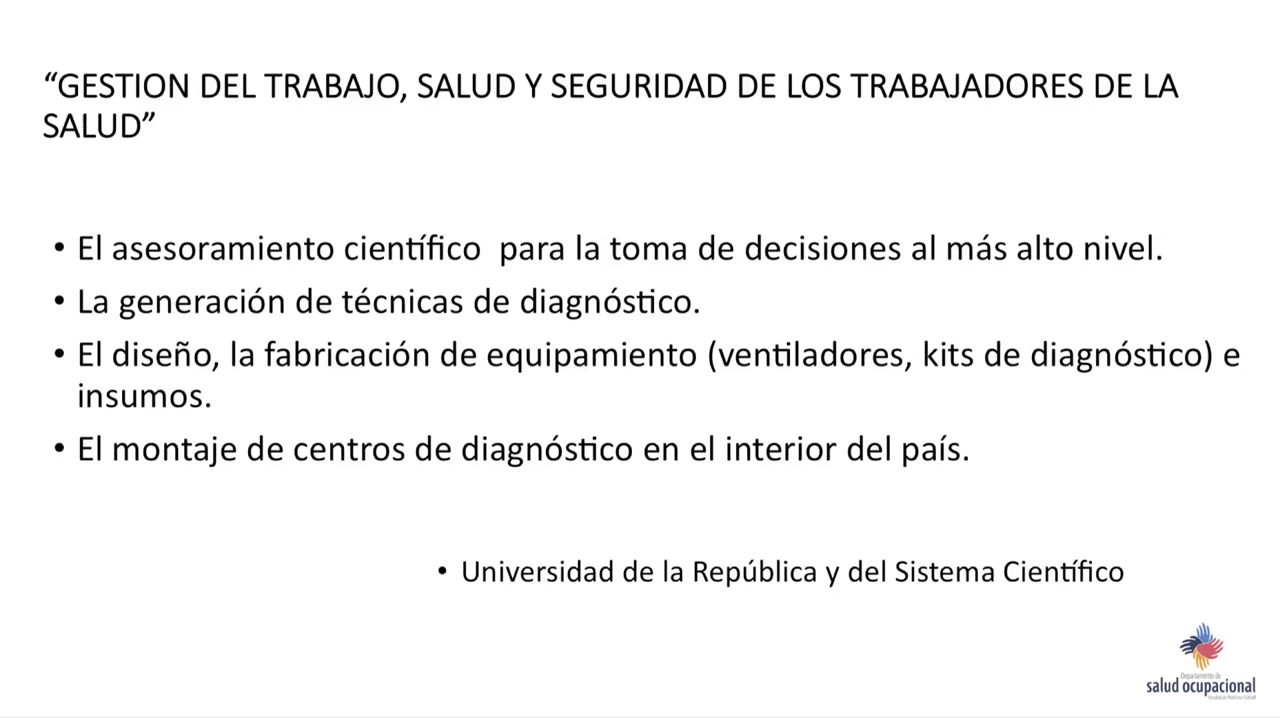 “GESTION DEL TRABAJO, SALUD Y SEGURIDAD DE LOS TRABAJADORES DE LA
SALUD”
• El asesoramiento científico  para la toma de decisiones al más alto nivel.
• La generación de técnicas de diagnóstico.
• El diseño, la fabricación de equipamiento (ventiladores, kits de diagnóstico) e
insumos.
• El montaje de centros de diagnóstico en el interior del país.
• Universidad de la República y del Sistema Científico
Departamento de
salud ocupacional